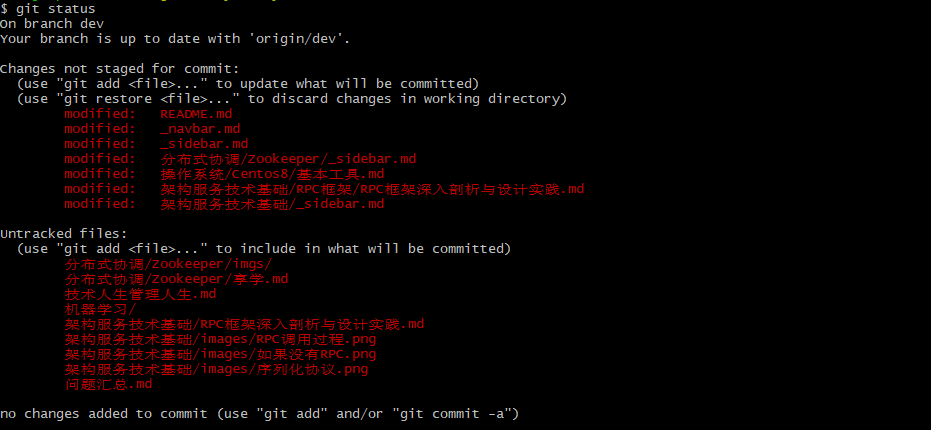 $ git status
On branch dev
Your branch is up to date with 'origin/dev'.
Changes not staged for commit:
(use "git add <file>..." to update what will be committed)
(use "git restore <file>..." to discard changes in working directory)
modified: README.md
modified: _navbar.md
modified: _sidebar.md
modified: 分布式协调/Zookeeper/_sidebar.md
modified: 操作系统/Centos8/基本工具.md
modified: 架构服务技术基础/RPC框架/RPC框架深入剖析与设计实践.md
modified: 架构服务技术基础/_sidebar.md
Untracked files:
(use "git add <file>..." to include in what will be committed)
分布式协调/Zookeeper/imgs/
分布式协调/Zookeeper/享学.md
技术人生管理人生.md
机器学习/
架构服务技术基础/RPC框架深入剖析与设计实践.md
架构服务技术基础/images/RPC调用过程.png
架构服务技术基础/images/如果没有RPC.png
架构服务技术基础/images/序列化协议.png
问题汇总.md
no changes added to commit (use "git add" and/or "git commit -a")